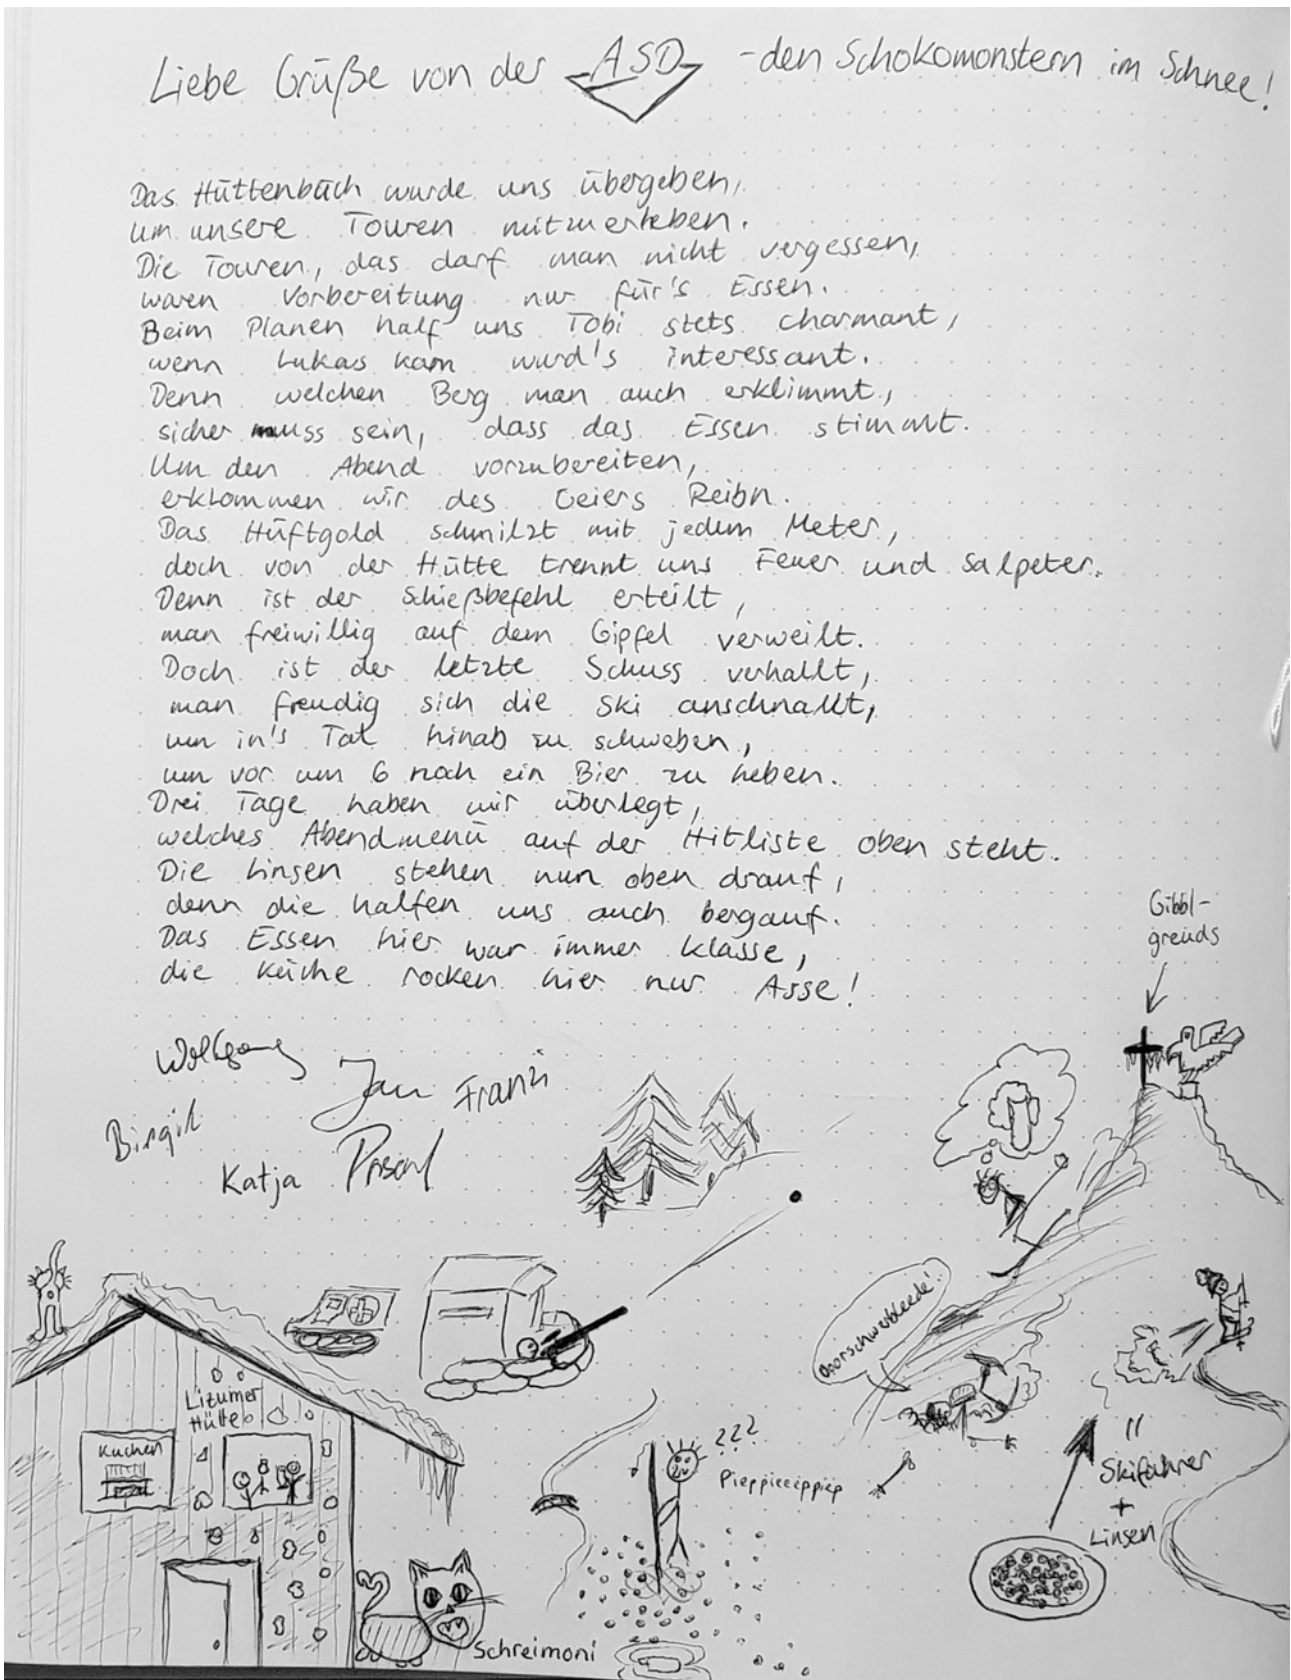 Liebe Grüße von der ASD - den Schokomonstern im Schnee!
Das Hüttenbuch wurde uns übergeben,
um unsere Touren mitzuerleben.
Die Touren, das darf man nicht vergessen,
waren Vorbereitung nur für's Essen.
Beim Planen half uns Tobi stets charmant,
wenn Lukas kam wurd's interessant.
Denn welchen Berg man auch erklimmt,
sicher muss sein, dass das Essen stimmt.
Um den Abend vorzubereiten,
erklommen wir des Geiers Reibn.
Das Hüftgold schmilzt mit jedem Meter,
doch von der Hütte trennt uns Feuer und Salpeter.
Denn ist der Schießbefehl erteilt,
man freiwillig auf dem Gipfel verweilt.
Doch ist der letzte Schuss verhallt,
man freudig sich die Ski anschnallt,
um in's Tal hinab zu schweben,
um vor um 6 noch ein Bier zu heben.
Drei Tage haben wir überlegt,
welches Abendmenü auf der Hitliste oben steht.
Die Linsen stehen nun oben drauf,
denn die halfen uns auch bergauf.
Das Essen hier war immer klasse,
die Küche rocken hier nur Asse!
Gibbl-
greuds
Wolfgang
Jan
Franzi
Birgit
Katja
Pascal
Lizumer
Hütte
Kuchen
???
Pieppieeippiep
Skifahrer
+
Linsen
Schreimoni